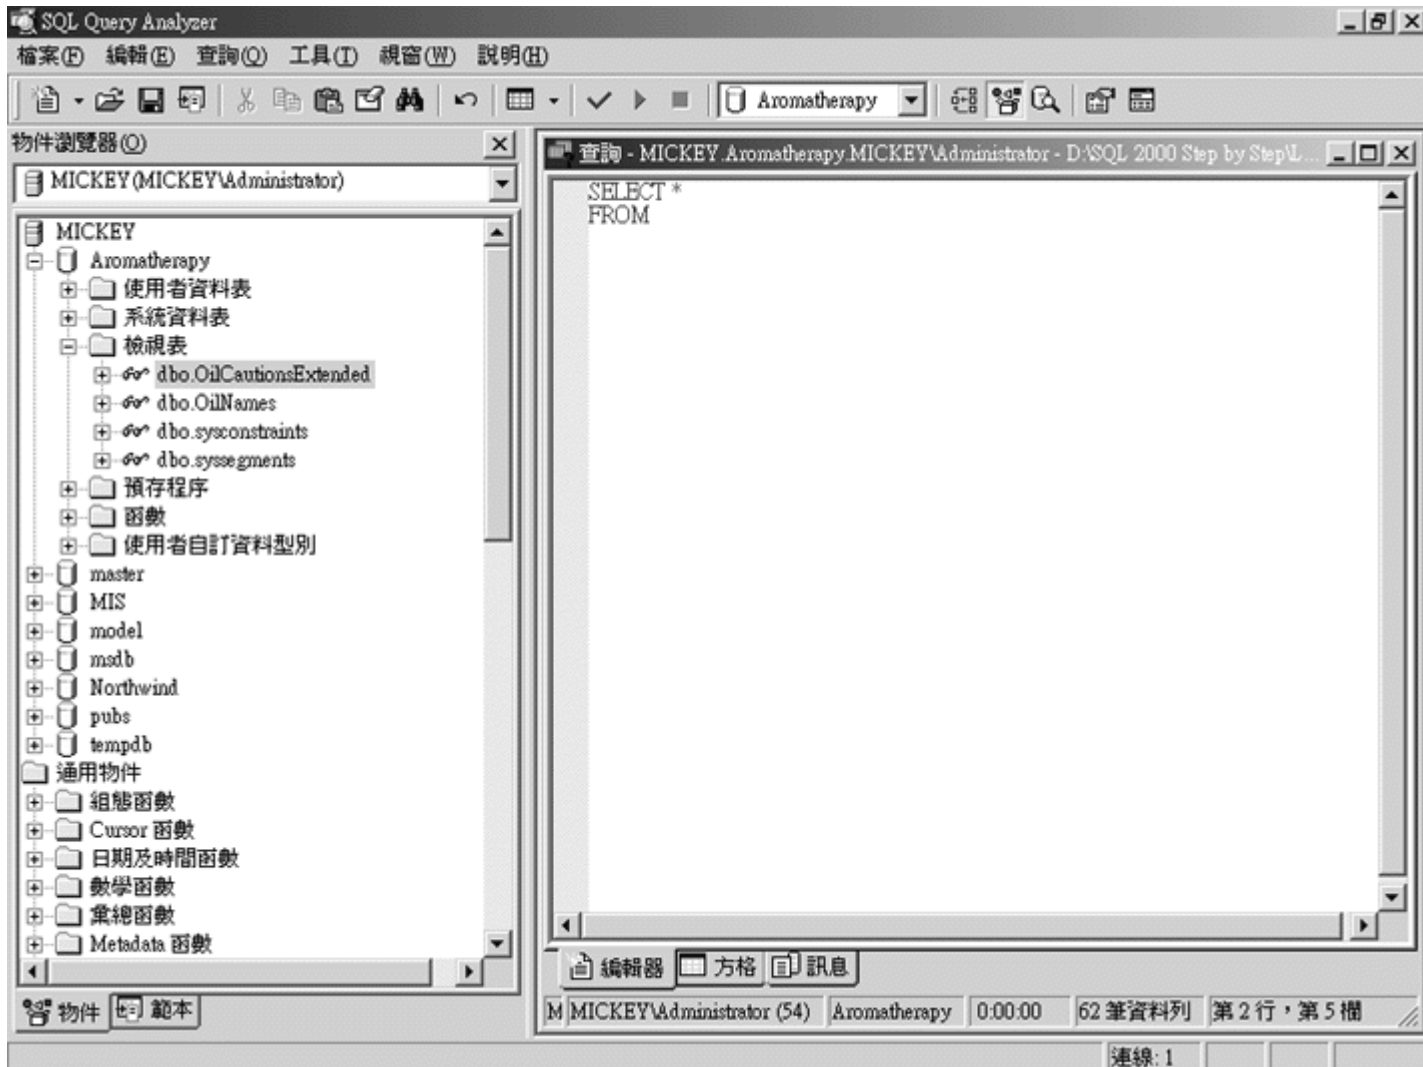 SQL Query Analyzer
檔案(F) 編輯(E) 查詢(Q) 工具(T) 視窗(W) 說明(H)
Aromatherapy
物件瀏覽器(O)
MICKEY(MICKEY\Administrator)
MICKEY
Aromatherapy
使用者資料表
系統資料表
檢視表
dbo.OilCautionsExtended
dbo.OilNames
dbo.sysconstraints
dbo.syssegments
預存程序
函數
使用者自訂資料型別
master
MIS
model
msdb
Northwind
pubs
tempdb
通用物件
組態函數
Cursor 函數
日期及時間函數
數學函數
彙總函數
Metadata 函數
物件 範本
查詢 - MICKEY.Aromatherapy.MICKEY\Administrator - D:\SQL 2000 Step by Step\L...
SELECT *
FROM
編輯器 方格 訊息
M MICKEY\Administrator (54) Aromatherapy 0:00:00 62 筆資料列 第 2 行，第 5 欄
連線: 1